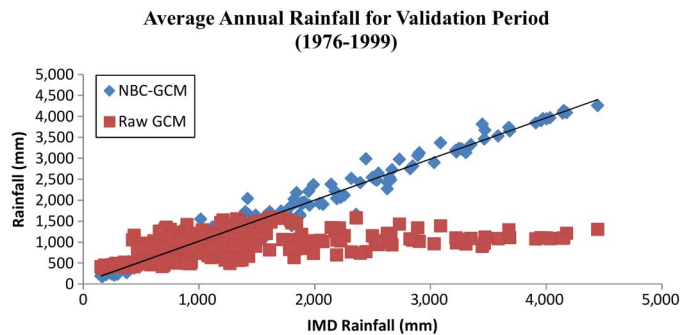 Average Annual Rainfall for Validation Period
(1976-1999)
5,000
4,500
4,000
3,500
3,000
2,500
2,000
1,500
1,000
500
0
Rainfall (mm)
NBC-GCM
Raw GCM
0 1,000 2,000 3,000 4,000 5,000
IMD Rainfall (mm)